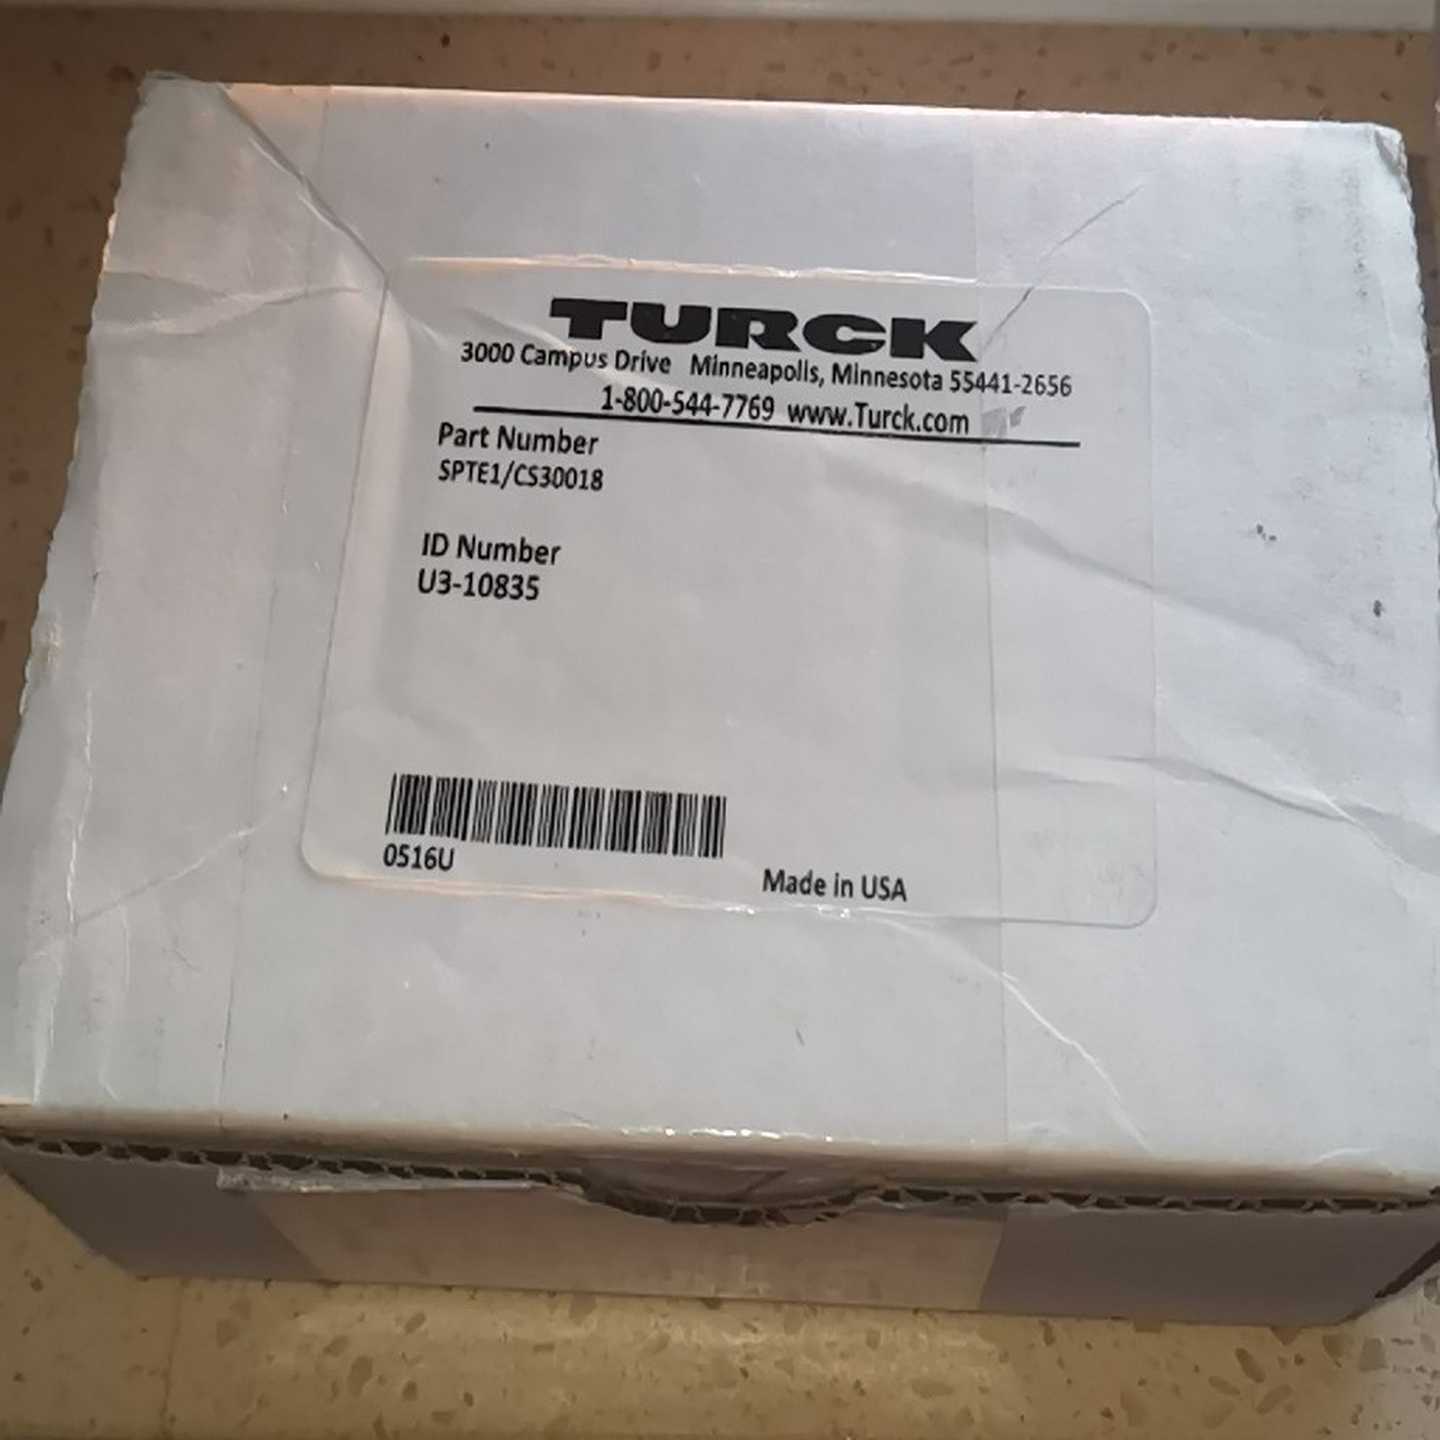 TURCK
3000 Campus Drive Minneapolis, Minnesota 55441-2656
1-800-544-7769 www.Turck.com
Part Number
SPTE1/CS30018
ID Number
U3-10835
0516U
Made in USA